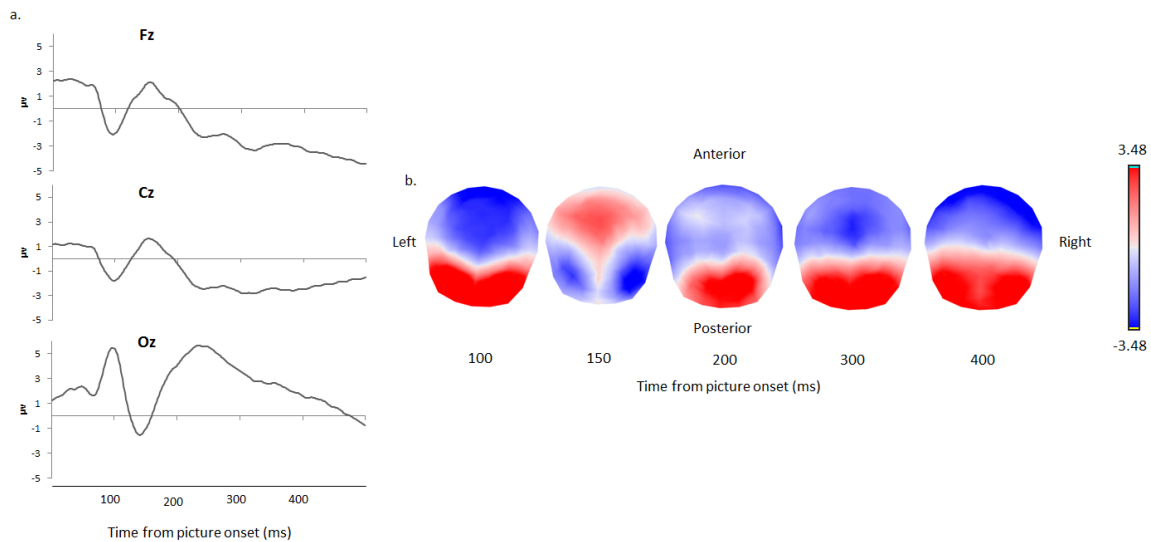 a.
Fz
5
3
1
-1
-3
-5
µv
Cz
5
3
1
-1
-3
-5
µv
Oz
5
3
1
-1
-3
-5
µv
100 200 300 400
Time from picture onset (ms)
b.
Anterior
Left
Right
Posterior
100 150 200 300 400
Time from picture onset (ms)
3.48
-3.48